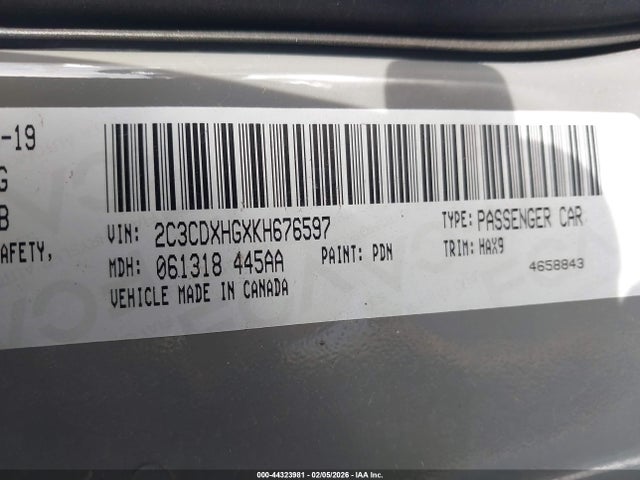 -19
G
B
AFETY,
VIN: 2C3CDXHGXKH676597
TYPE: PASSENGER CAR
MDH: 061318 445AA
PAINT: PDN
TRIM: HAX9
VEHICLE MADE IN CANADA
4658843
000-44323981 - 02/05/2026 - IAA Inc.